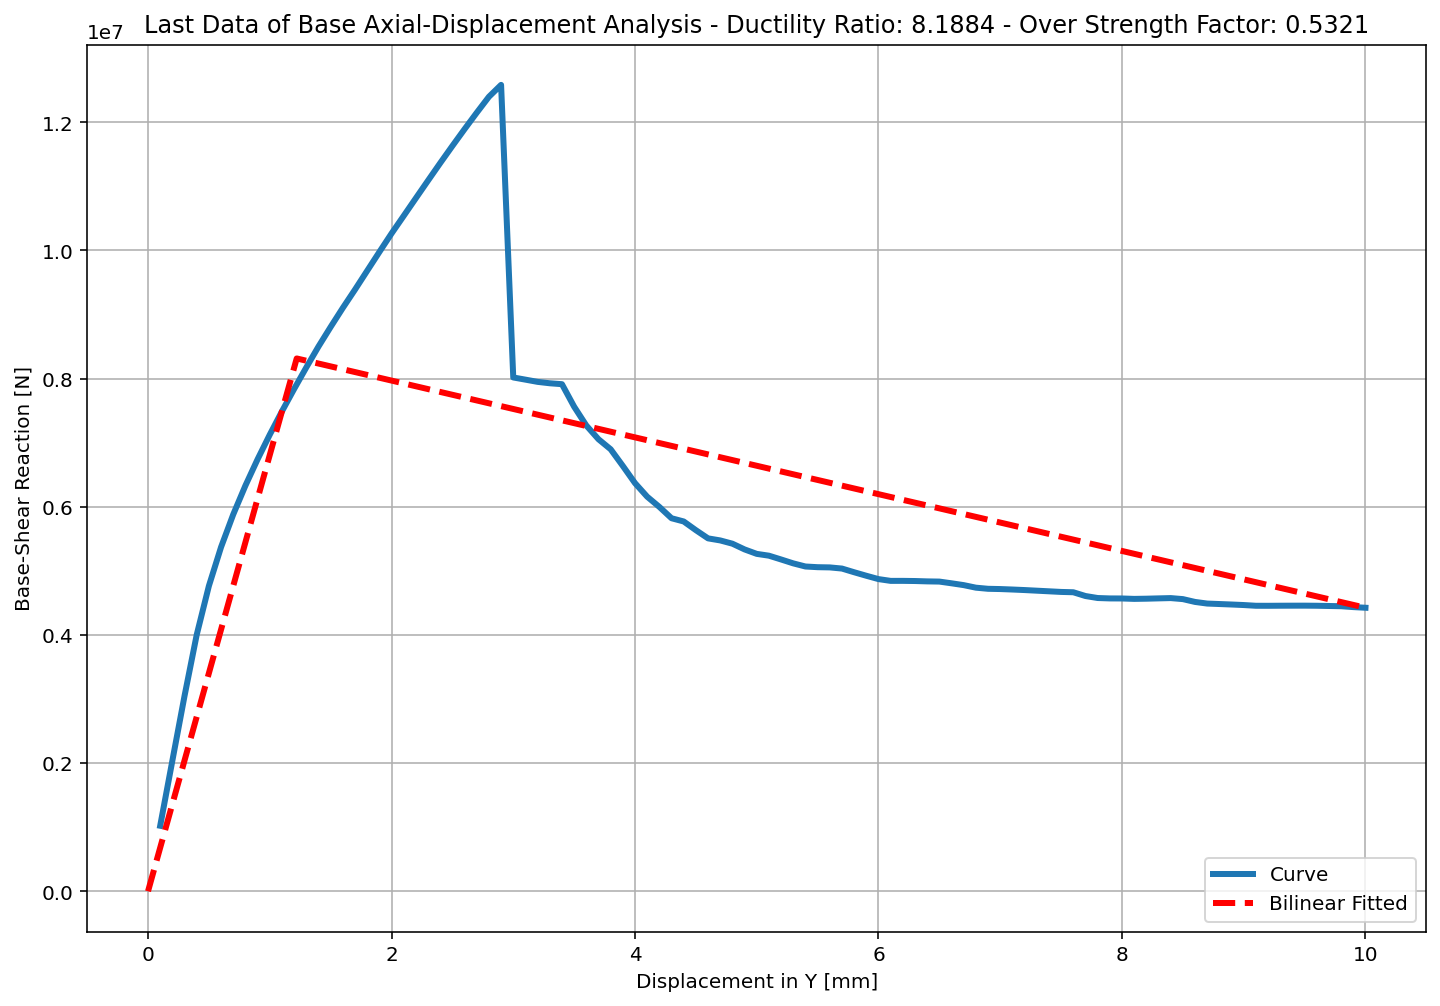 Last Data of Base Axial-Displacement Analysis - Ductility Ratio: 8.1884 - Over Strength Factor: 0.5321
1e7
1.2
1.0
0.8
0.6
0.4
0.2
0.0
Base-Shear Reaction [N]
0 2 4 6 8 10
Displacement in Y [mm]
Curve
Bilinear Fitted